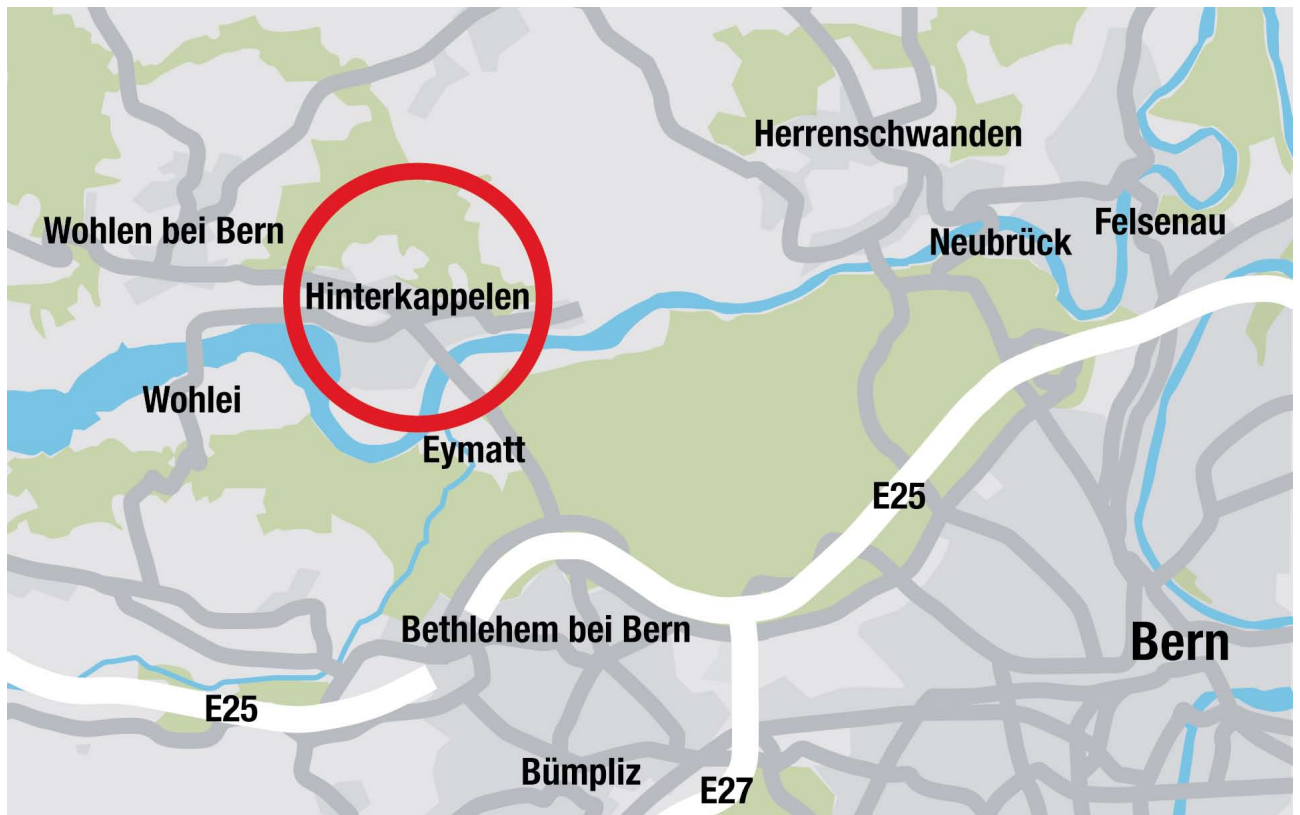 Herrenschwanden
Wohlen bei Bern
Felsenau
Neubrück
Hinterkappelen
Wohlei
Eymatt
E25
Bethlehem bei Bern
Bern
E25
Bümpliz
E27